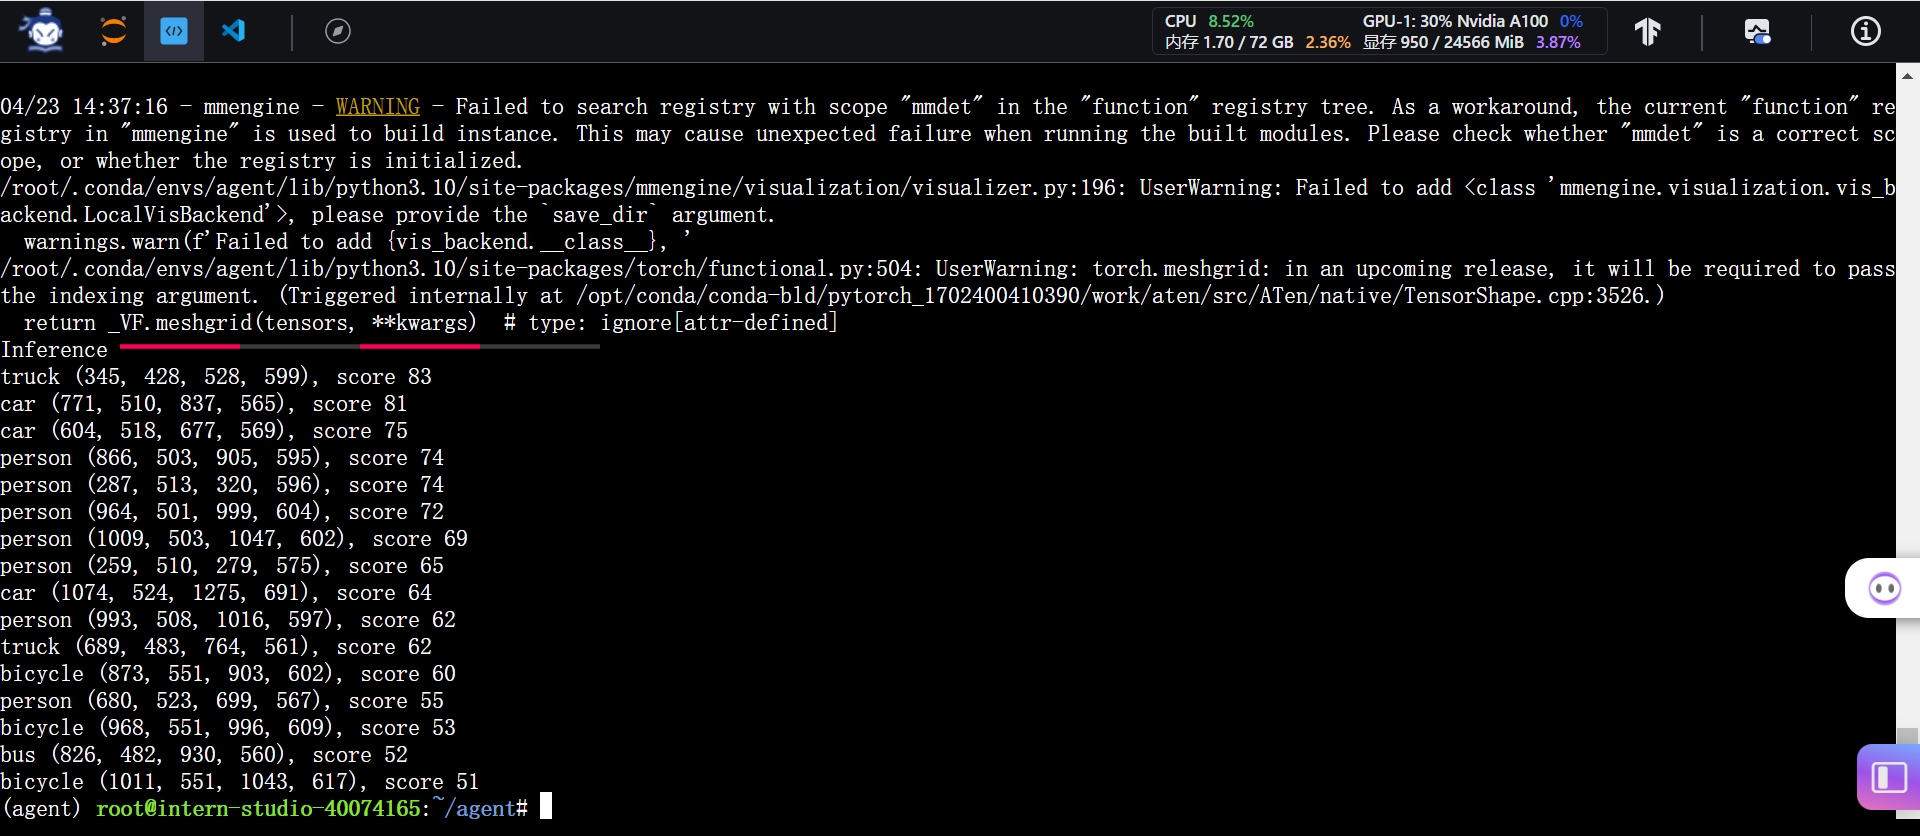 CPU 8.52%
GPU-1: 30% Nvidia A100 0%
内存 1.70 / 72 GB 2.36%
显存 950 / 24566 MiB 3.87%
04/23 14:37:16 - mmengine - WARNING - Failed to search registry with scope "mmdet" in the "function" registry tree. As a workaround, the current "function" re
gistry in "mmengine" is used to build instance. This may cause unexpected failure when running the built modules. Please check whether "mmdet" is a correct sc
ope, or whether the registry is initialized.
/root/.conda/envs/agent/lib/python3.10/site-packages/mmengine/visualization/visualizer.py:196: UserWarning: Failed to add <class 'mmengine.visualization.vis_b
ackend.LocalVisBackend'>, please provide the `save_dir` argument.
  warnings.warn(f'Failed to add {vis_backend.__class__}, '
/root/.conda/envs/agent/lib/python3.10/site-packages/torch/functional.py:504: UserWarning: torch.meshgrid: in an upcoming release, it will be required to pass
the indexing argument. (Triggered internally at /opt/conda/conda-bld/pytorch_1702400410390/work/aten/src/ATen/native/TensorShape.cpp:3526.)
  return _VF.meshgrid(tensors, **kwargs)  # type: ignore[attr-defined]
Inference
truck (345, 428, 528, 599), score 83
car (771, 510, 837, 565), score 81
car (604, 518, 677, 569), score 75
person (866, 503, 905, 595), score 74
person (287, 513, 320, 596), score 74
person (964, 501, 999, 604), score 72
person (1009, 503, 1047, 602), score 69
person (259, 510, 279, 575), score 65
car (1074, 524, 1275, 691), score 64
person (993, 508, 1016, 597), score 62
truck (689, 483, 764, 561), score 62
bicycle (873, 551, 903, 602), score 60
person (680, 523, 699, 567), score 55
bicycle (968, 551, 996, 609), score 53
bus (826, 482, 930, 560), score 52
bicycle (1011, 551, 1043, 617), score 51
(agent) root@intern-studio-40074165:~/agent#